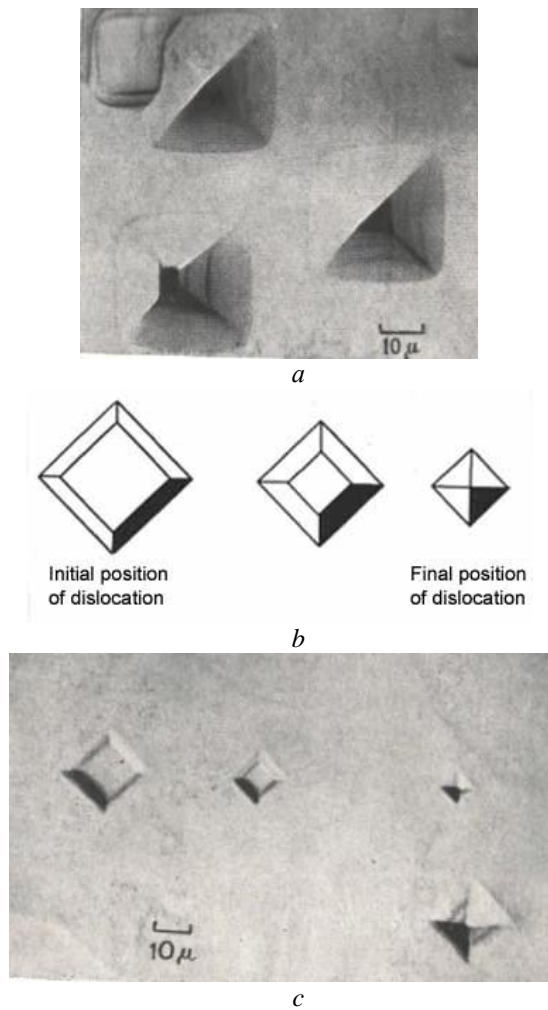 10 μ
a
Initial position
of dislocation
Final position
of dislocation
b
10 μ
c